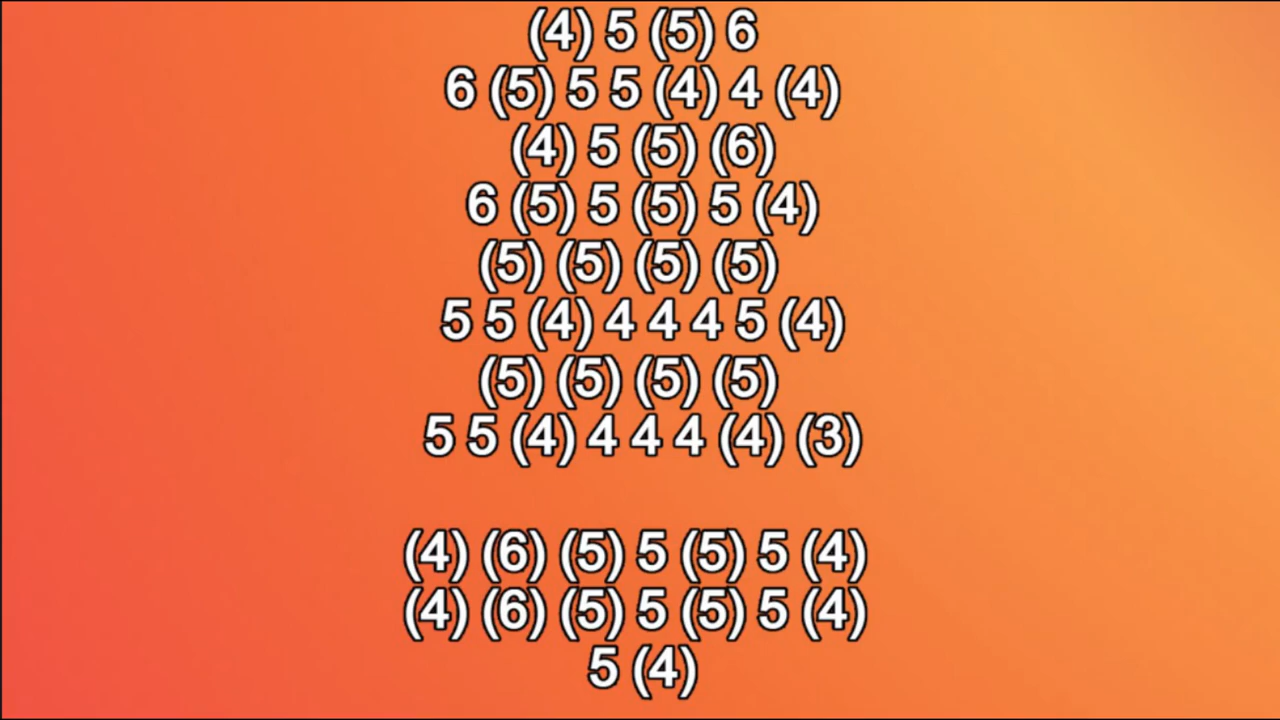 (4) 5 (5) 6
6 (5) 5 5 (4) 4 (4)
(4) 5 (5) (6)
6 (5) 5 (5) 5 (4)
(5) (5) (5) (5)
5 5 (4) 4 4 4 5 (4)
(5) (5) (5) (5)
5 5 (4) 4 4 4 (4) (3)
(4) (6) (5) 5 (5) 5 (4)
(4) (6) (5) 5 (5) 5 (4)
5 (4)